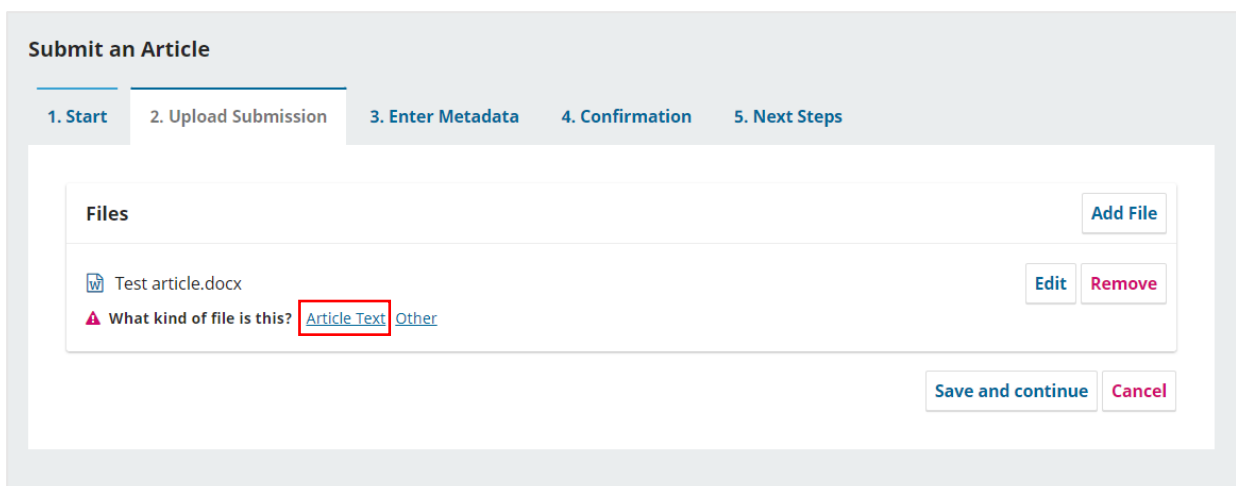 Submit an Article
1. Start 2. Upload Submission 3. Enter Metadata 4. Confirmation 5. Next Steps
Files Add File
Test article.docx Edit Remove
What kind of file is this? Article Text Other
Save and continue Cancel